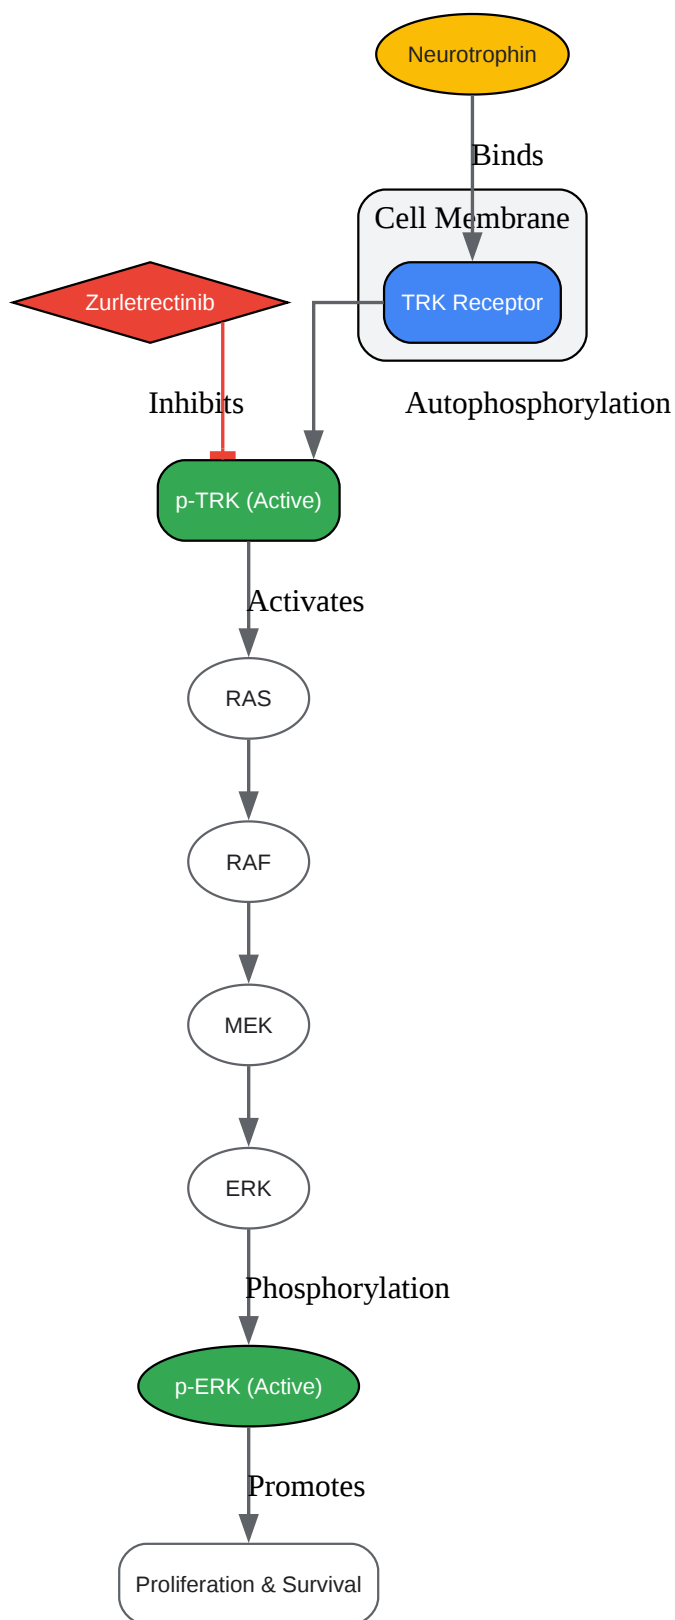 Neurotrophin
Binds
Cell Membrane
Zurletrectinib
TRK Receptor
Inhibits
Autophosphorylation
p-TRK (Active)
Activates
RAS
RAF
MEK
ERK
Phosphorylation
p-ERK (Active)
Promotes
Proliferation & Survival